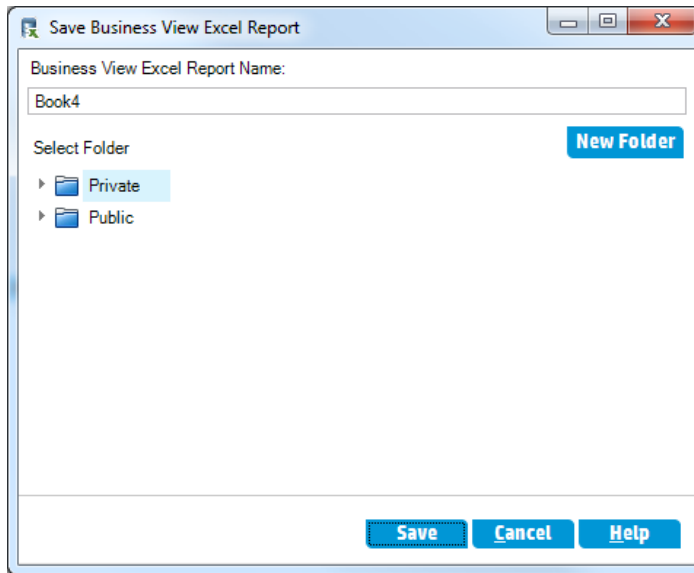 Save Business View Excel Report
Business View Excel Report Name:
Book4
New Folder
Select Folder
Private
Public
Save Cancel Help